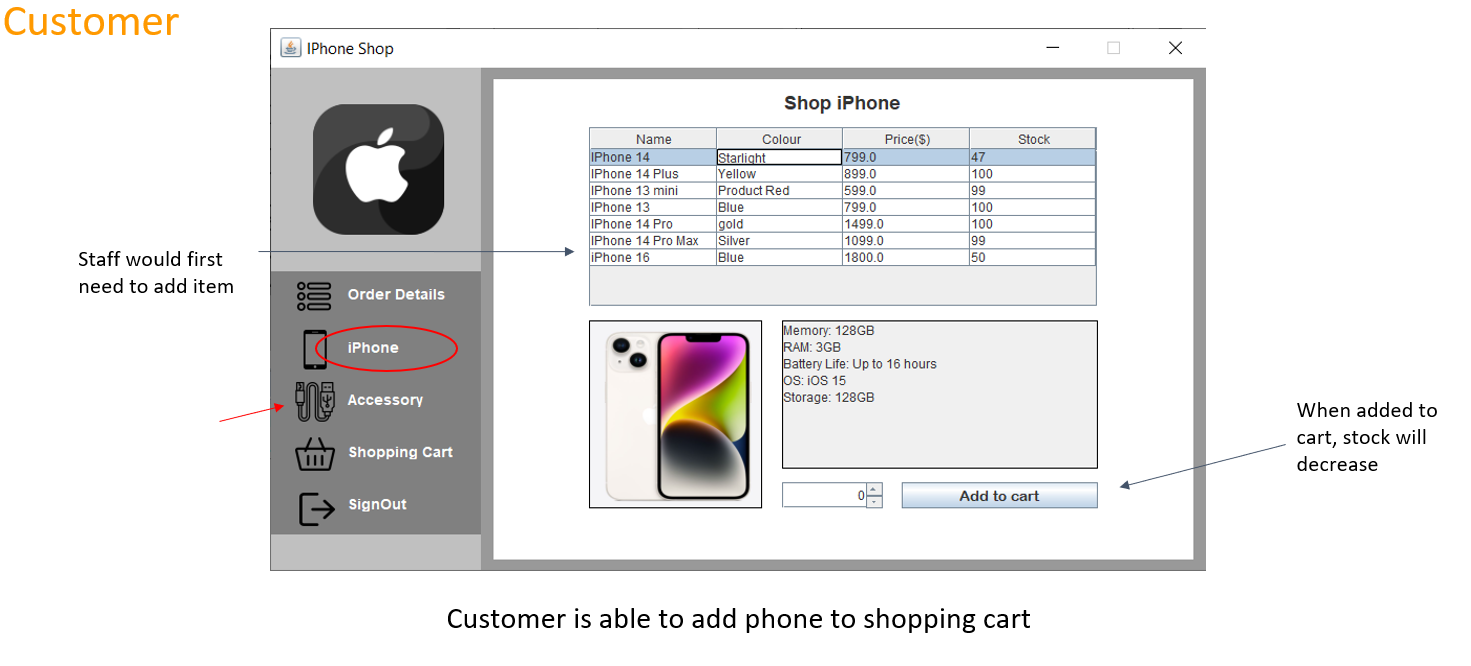 Customer
IPhone Shop
Shop iPhone
Name Colour Price($) Stock
IPhone 14 Starlight 799.0 47
IPhone 14 Plus Yellow 899.0 100
IPhone 13 mini Product Red 599.0 99
IPhone 13 Blue 799.0 100
IPhone 14 Pro gold 1499.0 100
IPhone 14 Pro Max Silver 1099.0 99
iPhone 16 Blue 1800.0 50
Staff would first
need to add item
Order Details
iPhone
Accessory
Shopping Cart
SignOut
Memory: 128GB
RAM: 3GB
Battery Life: Up to 16 hours
OS: iOS 15
Storage: 128GB
0
Add to cart
When added to
cart, stock will
decrease
Customer is able to add phone to shopping cart